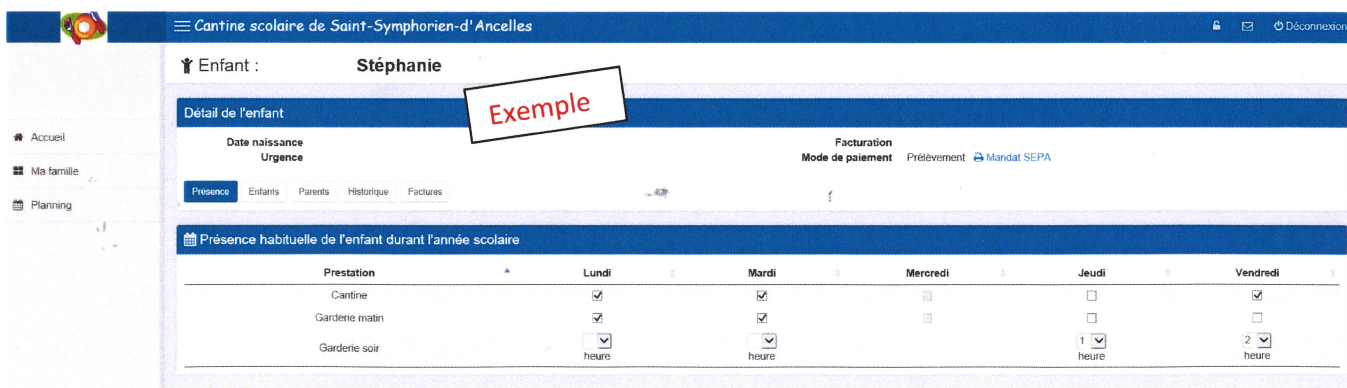 Cantine scolaire de Saint-Symphorien-d'Ancelles Déconnexion
Enfant : Stéphanie
Exemple
Détail de l'enfant
Accueil
Ma famille
Planning
Date naissance
Urgence
Facturation
Mode de paiement Prélèvement Mandat SEPA
Présence Enfants Parents Historique Factures
Présence habituelle de l'enfant durant l'année scolaire
Prestation Lundi Mardi Mercredi Jeudi Vendredi
Cantine
Garderie matin
Garderie soir 1 2
heure heure heure heure